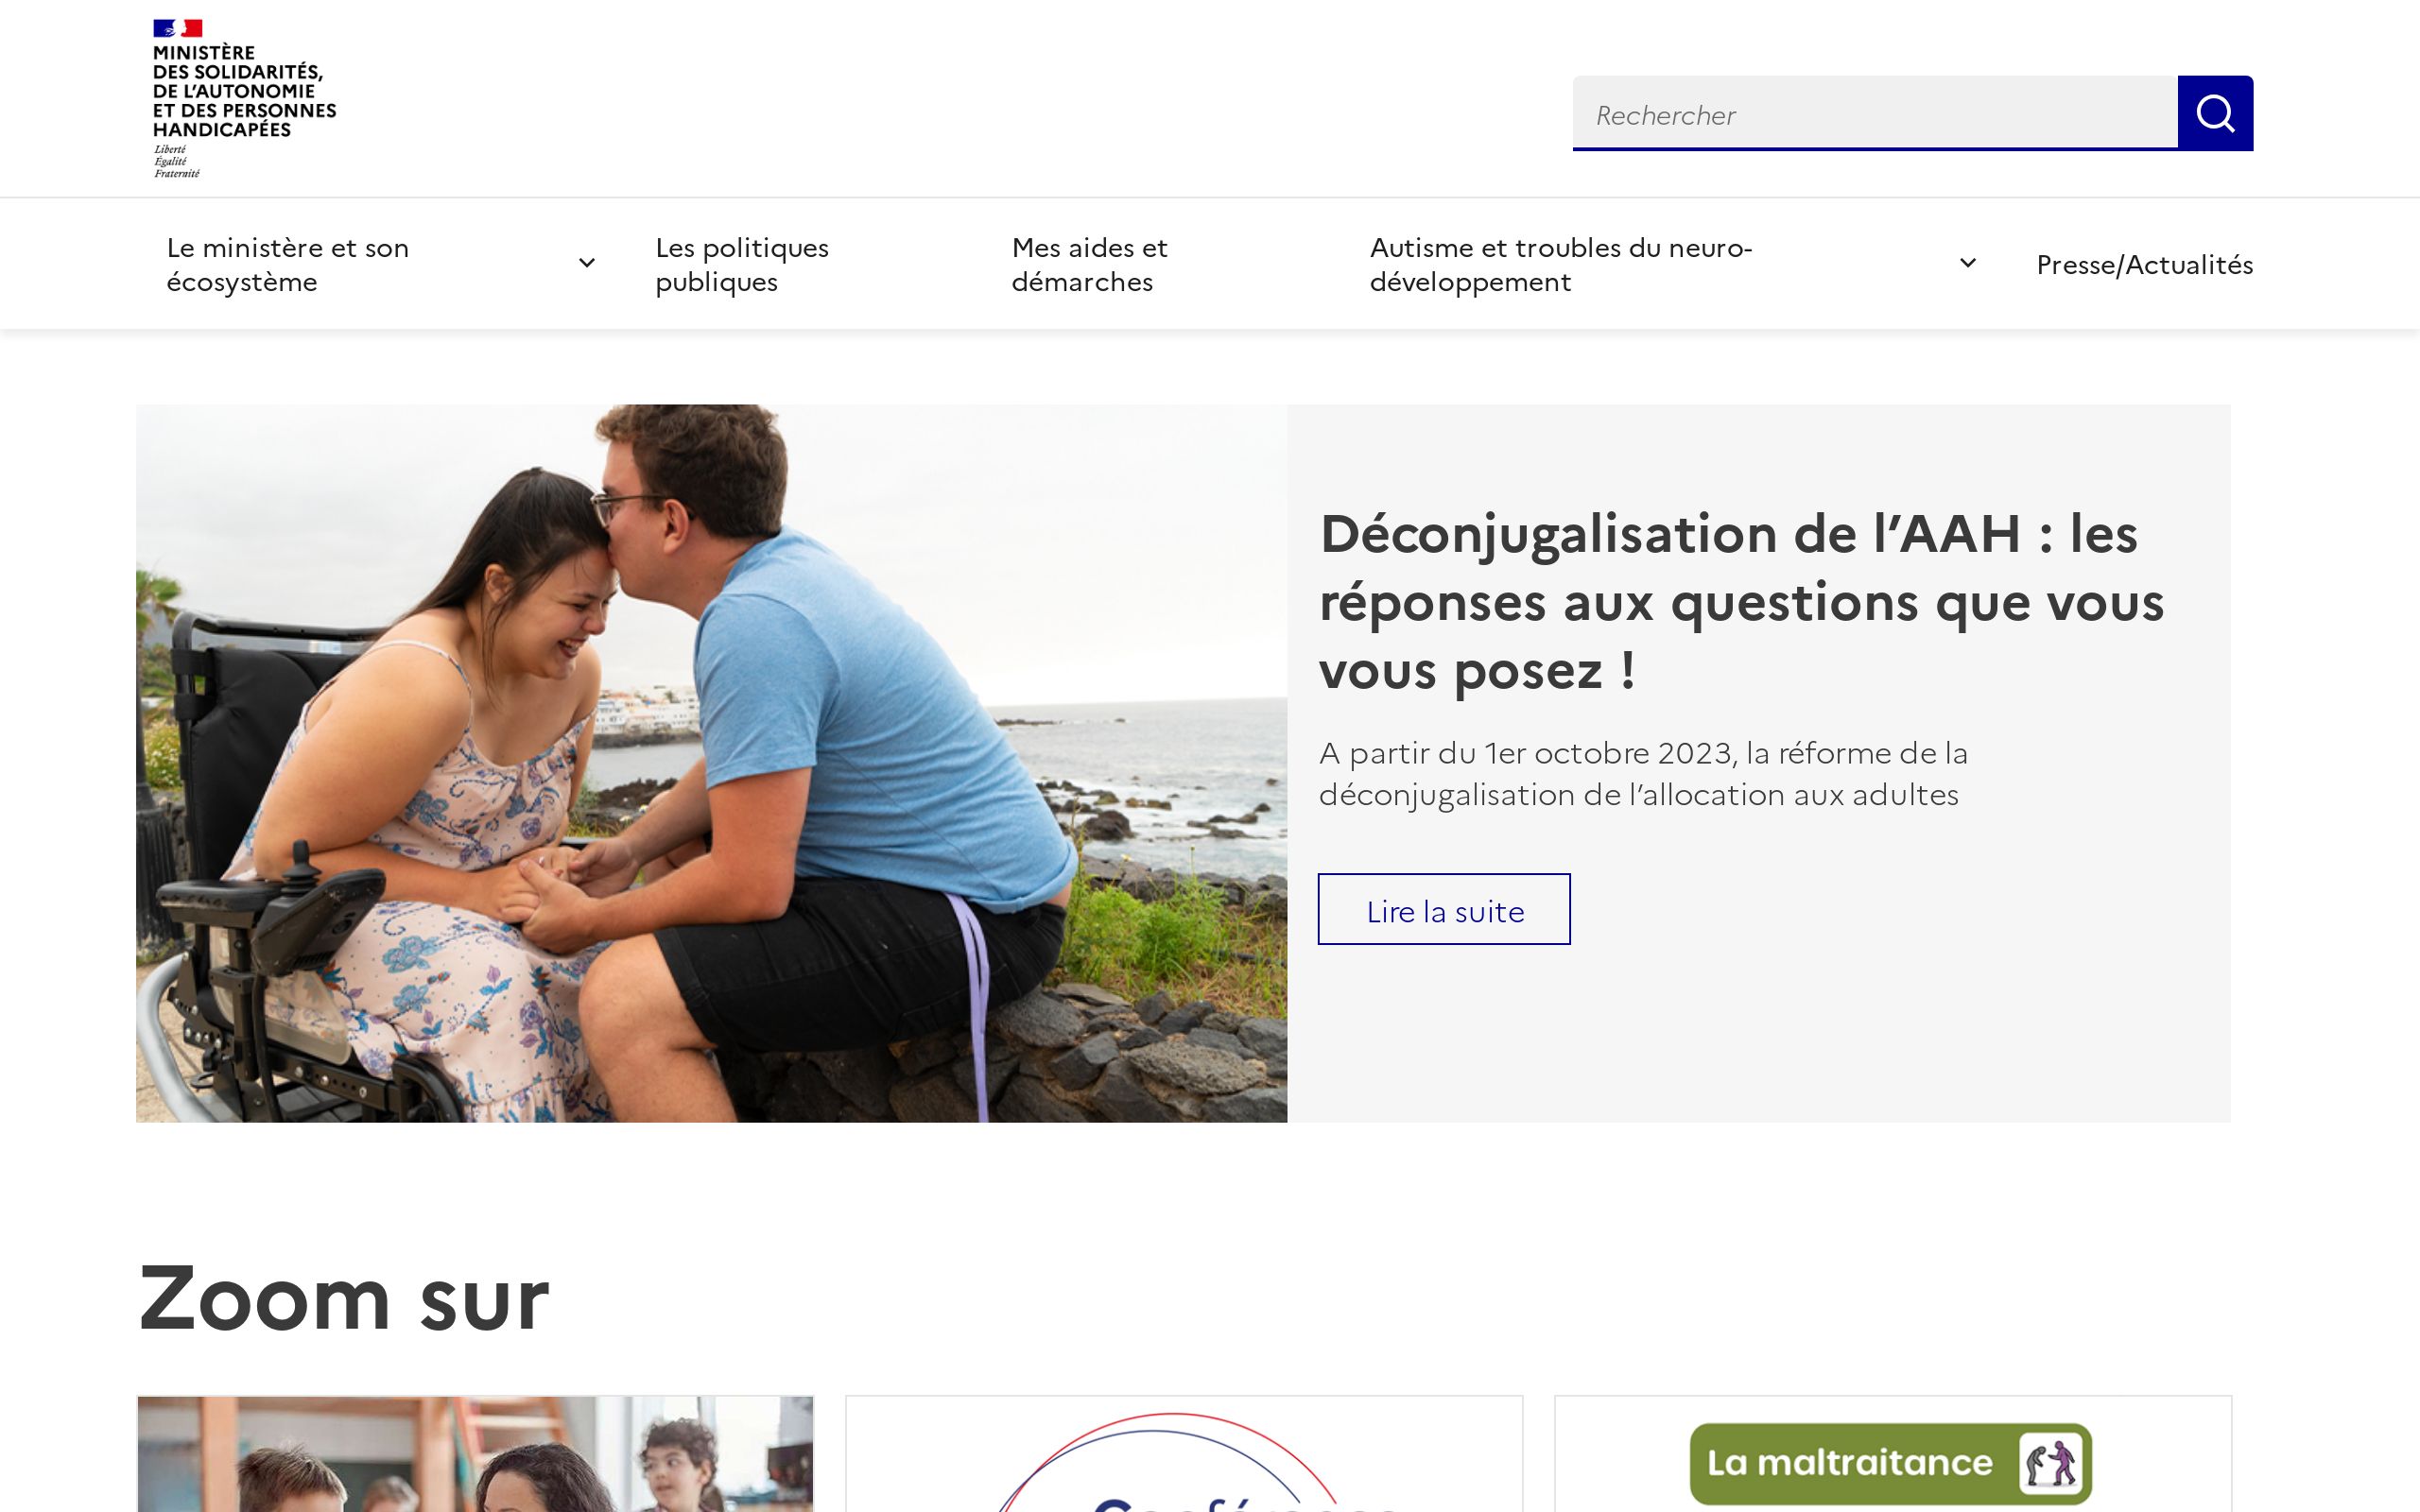 MINISTÈRE
DES SOLIDARITÉS,
DE L'AUTONOMIE
ET DES PERSONNES
HANDICAPÉES
Liberté
Égalité
Fraternité
Rechercher
Le ministère et son
écosystème
Les politiques
publiques
Mes aides et
démarches
Autisme et troubles du neuro-
développement
Presse/Actualités
Déconjugalisation de l’AAH : les
réponses aux questions que vous
vous posez !
A partir du 1er octobre 2023, la réforme de la
déconjugalisation de l’allocation aux adultes
Lire la suite
Zoom sur
La maltraitance